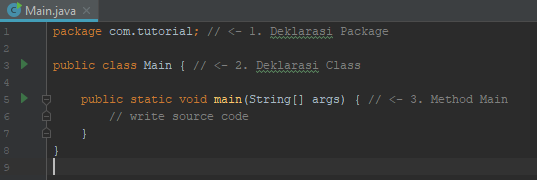 Main.java
1 package com.tutorial; // <- 1. Deklarasi Package
2
3 public class Main { // <- 2. Deklarasi Class
4
5 public static void main(String[] args) { // <- 3. Method Main
6 // write source code
7 }
8 }
9